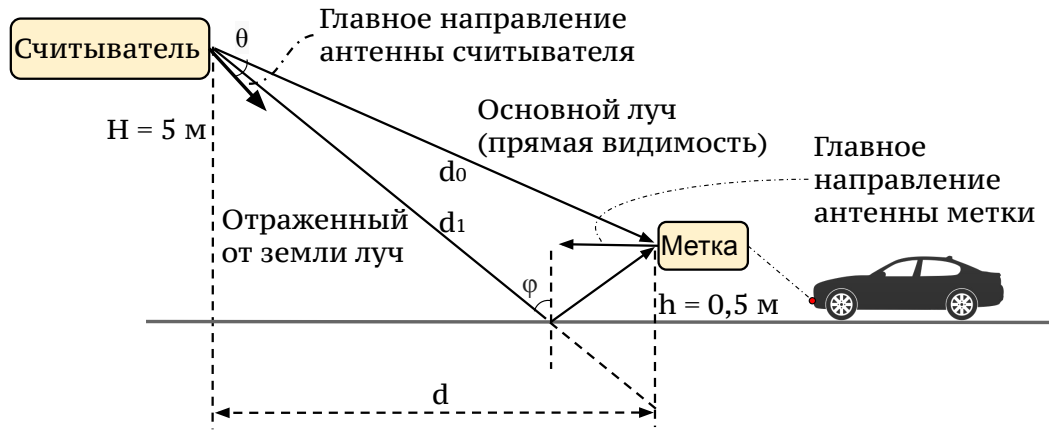 Считыватель
θ
Главное направление
антенны считывателя
H = 5 м
Основной луч
(прямая видимость)
d₀
Главное
направление
антенны метки
Отраженный
от земли луч
d₁
Метка
φ
h = 0,5 м
d